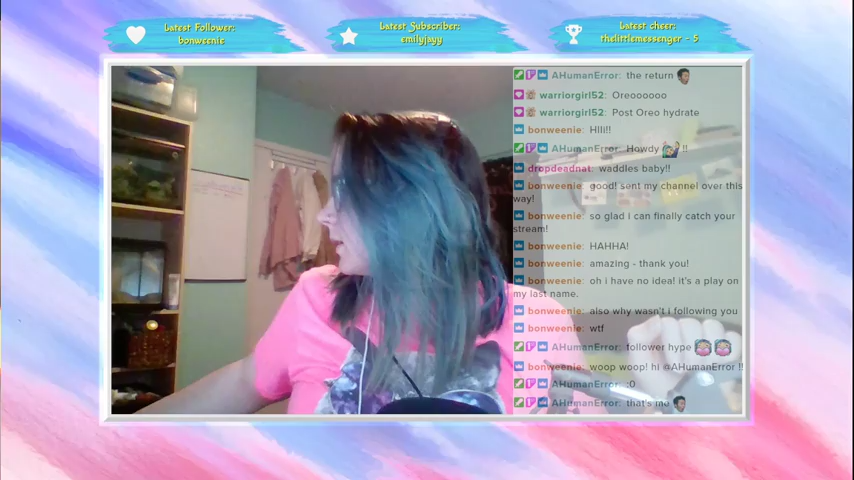 Latest Follower:
bonweenie
Latest Subscriber:
emilyjayy
Latest cheer:
thelittlemessenger - 5
AHumanError: the return
warriorgirl52: Oreoooooo
warriorgirl52: Post Oreo hydrate
bonweenie: HIIi!!
AHumanError: Howdy !!
dropdeadnat: waddles baby!!
bonweenie: good! sent my channel over this
way!
bonweenie: so glad i can finally catch your
stream!
bonweenie: HAHHA!
bonweenie: amazing - thank you!
bonweenie: oh i have no idea! it's a play on
my last name.
bonweenie: also why wasn't i following you
bonweenie: wtf
AHumanError: follower hype
bonweenie: woop woop! hi @AHumanError !!
AHumanError: :0
AHumanError: that's me